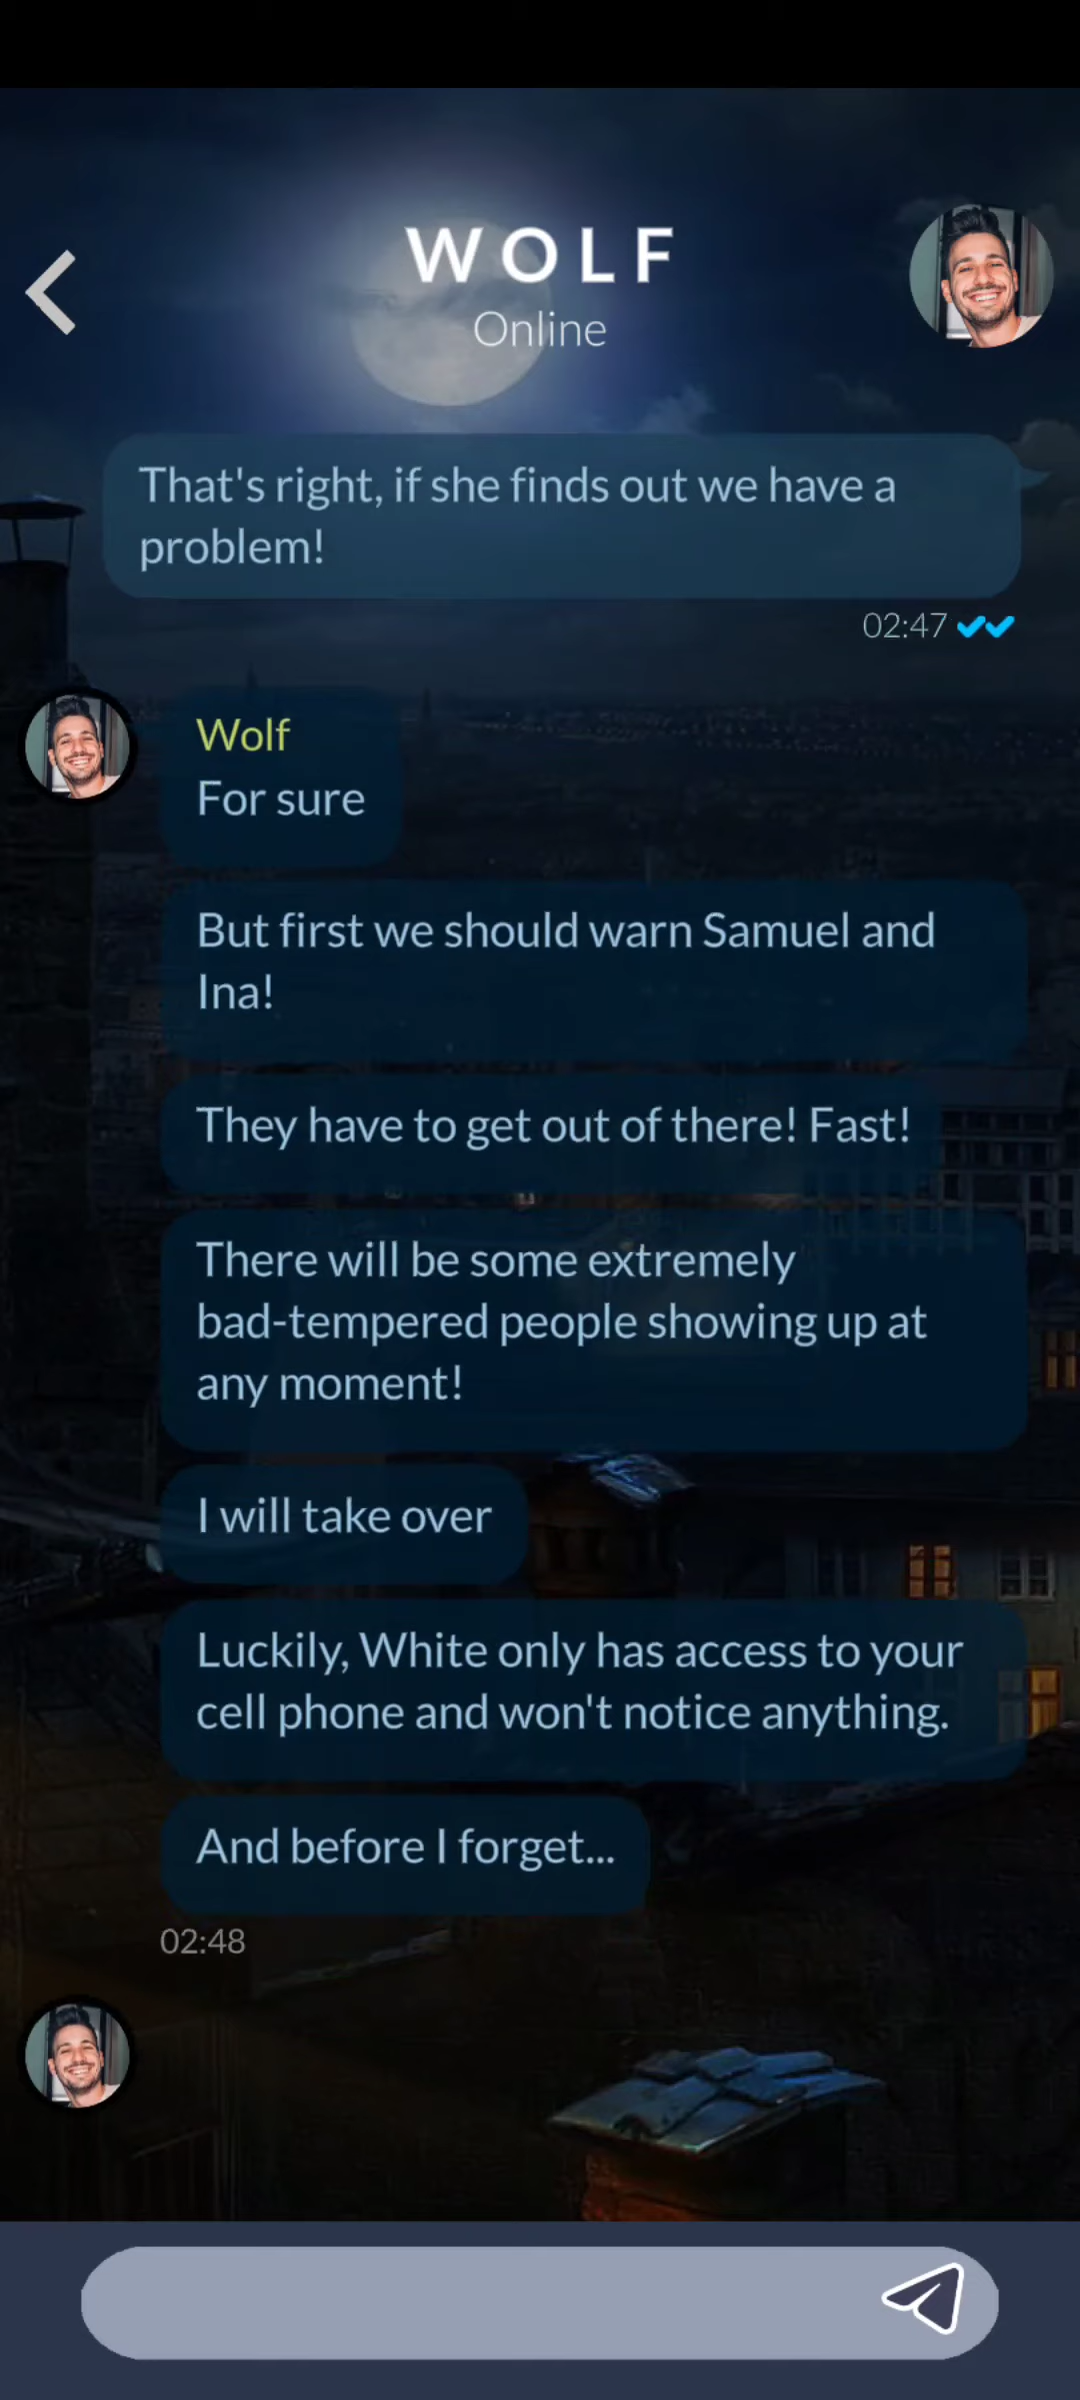 WOLF
Online
That's right, if she finds out we have a
problem!
02:47
Wolf
For sure
But first we should warn Samuel and
Ina!
They have to get out of there! Fast!
There will be some extremely
bad-tempered people showing up at
any moment!
I will take over
Luckily, White only has access to your
cell phone and won't notice anything.
And before I forget...
02:48